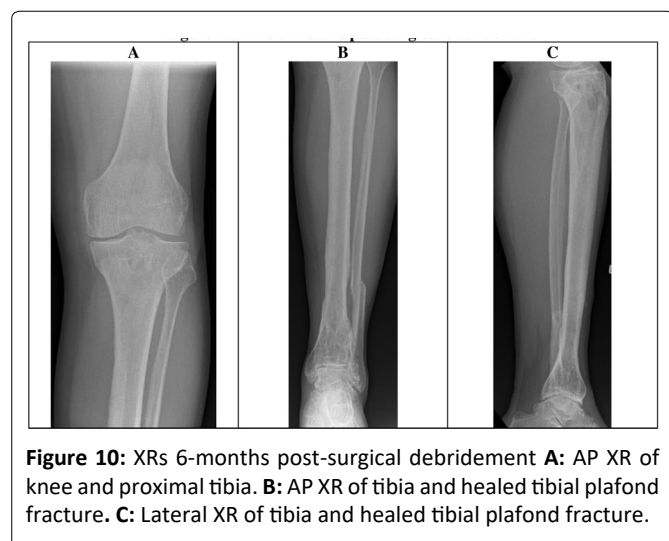 A B C
Figure 10: XRs 6-months post-surgical debridement A: AP XR of
knee and proximal tibia. B: AP XR of tibia and healed tibial plafond
fracture. C: Lateral XR of tibia and healed tibial plafond fracture.